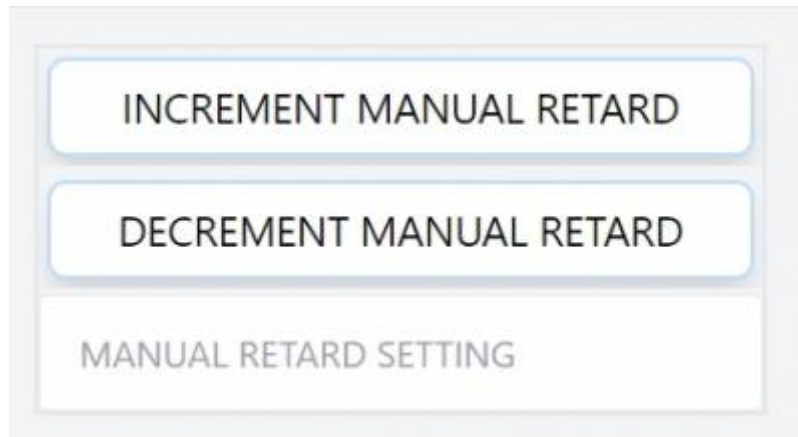 INCREMENT MANUAL RETARD
DECREMENT MANUAL RETARD
MANUAL RETARD SETTING